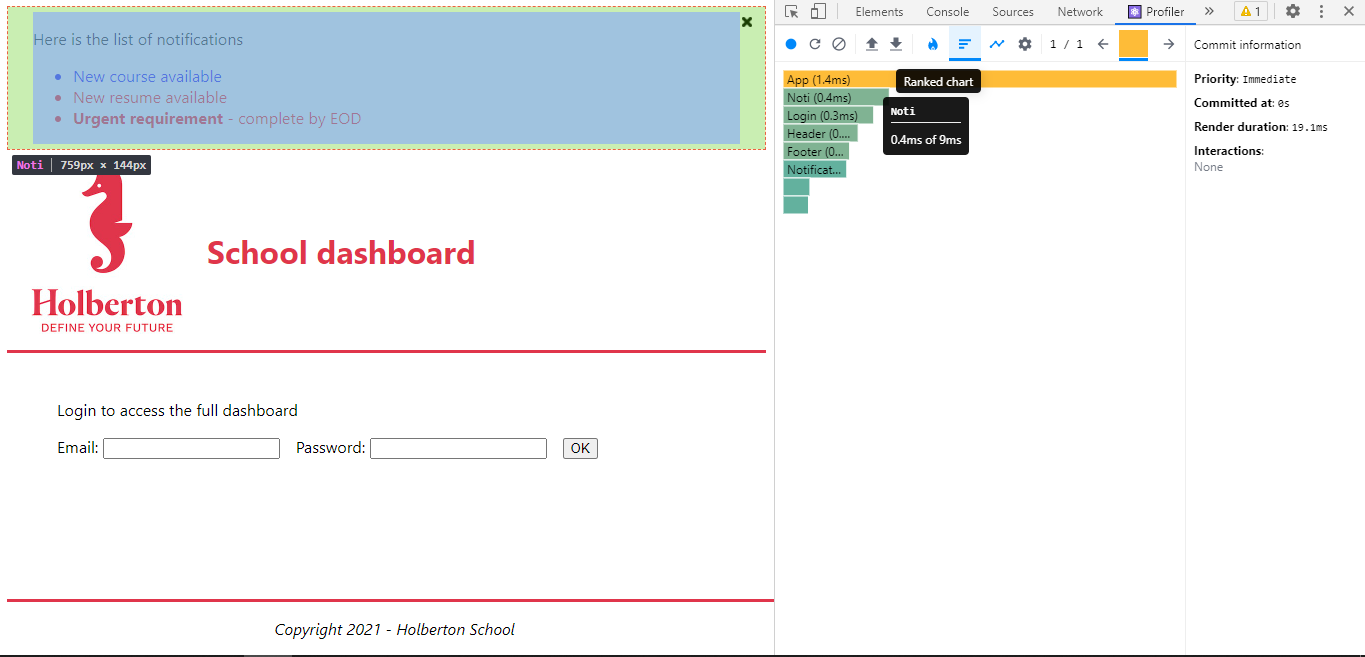 Here is the list of notifications
New course available
New resume available
Urgent requirement - complete by EOD
Noti | 759px × 144px
School dashboard
Holberton
DEFINE YOUR FUTURE
Login to access the full dashboard
Email: Password: OK
Copyright 2021 - Holberton School
Elements Console Sources Network Profiler 1
1 / 1
App (1.4ms)
Ranked chart
Noti (0.4ms)
Login (0.3ms)
Header (0....
Footer (0...
Notificat...
Noti
0.4ms of 9ms
Commit information
Priority: Immediate
Committed at: 0s
Render duration: 19.1ms
Interactions:
None